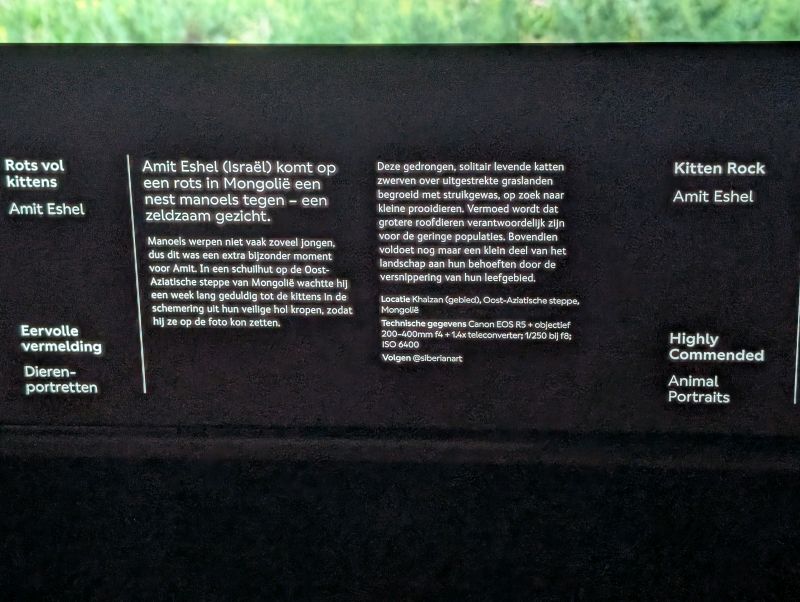 Rots vol
kittens
Amit Eshel
Eervolle
vermelding
Dieren-
portretten
Amit Eshel (Israël) komt op
een rots in Mongolië een
nest manoels tegen – een
zeldzaam gezicht.
Manoels werpen niet vaak zoveel jongen,
dus dit was een extra bijzonder moment
voor Amit. In een schuilhut op de Oost-
Aziatische steppe van Mongolië wachtte hij
een week lang geduldig tot de kittens in de
schemering uit hun veilige hol kropen, zodat
hij ze op de foto kon zetten.
Deze gedrongen, solitair levende katten
zwerven over uitgestrekte graslanden
begroeid met struikgewas, op zoek naar
kleine prooidieren. Vermoed wordt dat
grotere roofdieren verantwoordelijk zijn
voor de geringe populaties. Bovendien
voldoet nog maar een klein deel van het
landschap aan hun behoeften door de
versnippering van hun leefgebied.
Locatie Khalzan (gebied), Oost-Aziatische steppe,
Mongolië
Technische gegevens Canon EOS R5 + objectief
200–400mm f4 + 1.4x teleconverter; 1/250 bij f8;
ISO 6400
Volgen @siberianart
Kitten Rock
Amit Eshel
Highly
Commended
Animal
Portraits